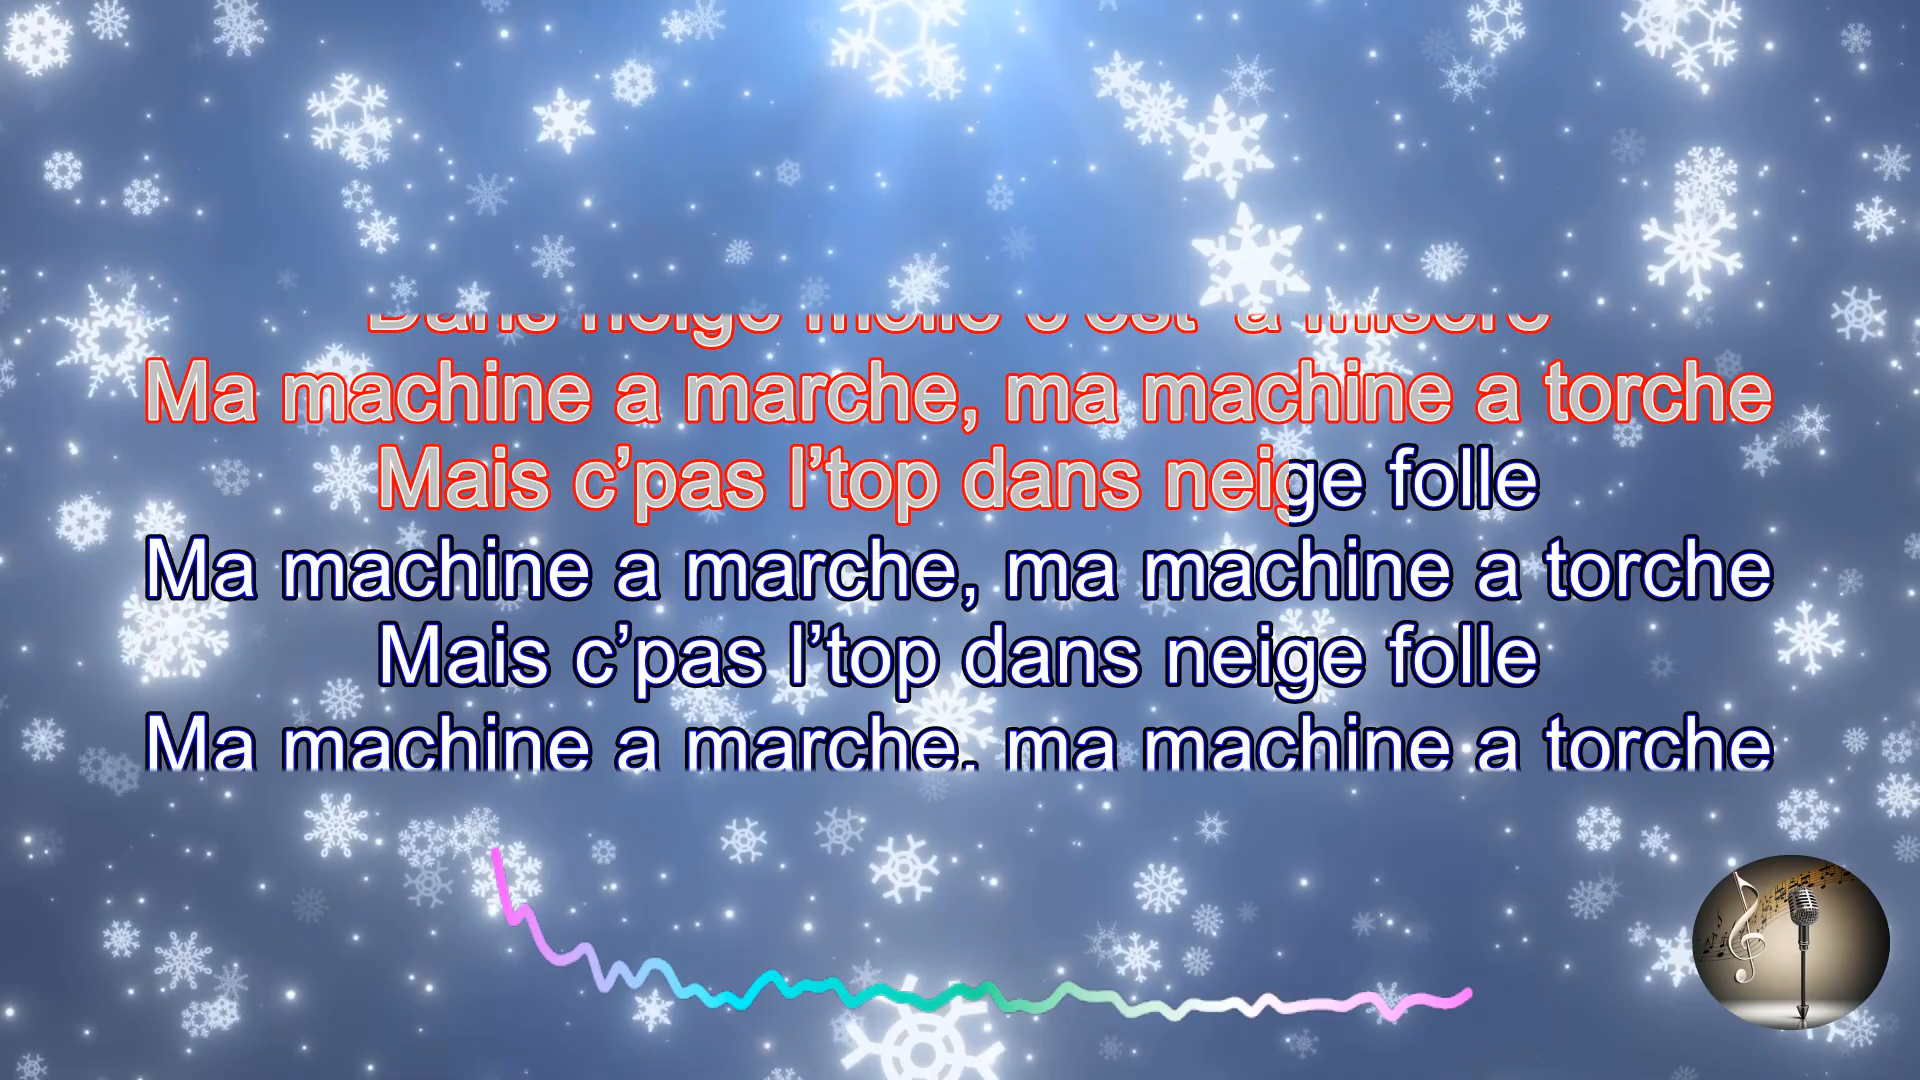 Dans neige molle c'est 'a misère
Ma machine a marche, ma machine a torche
Mais c’pas l’top dans neige folle
Ma machine a marche, ma machine a torche
Mais c’pas l’top dans neige folle
Ma machine a marche, ma machine a torche